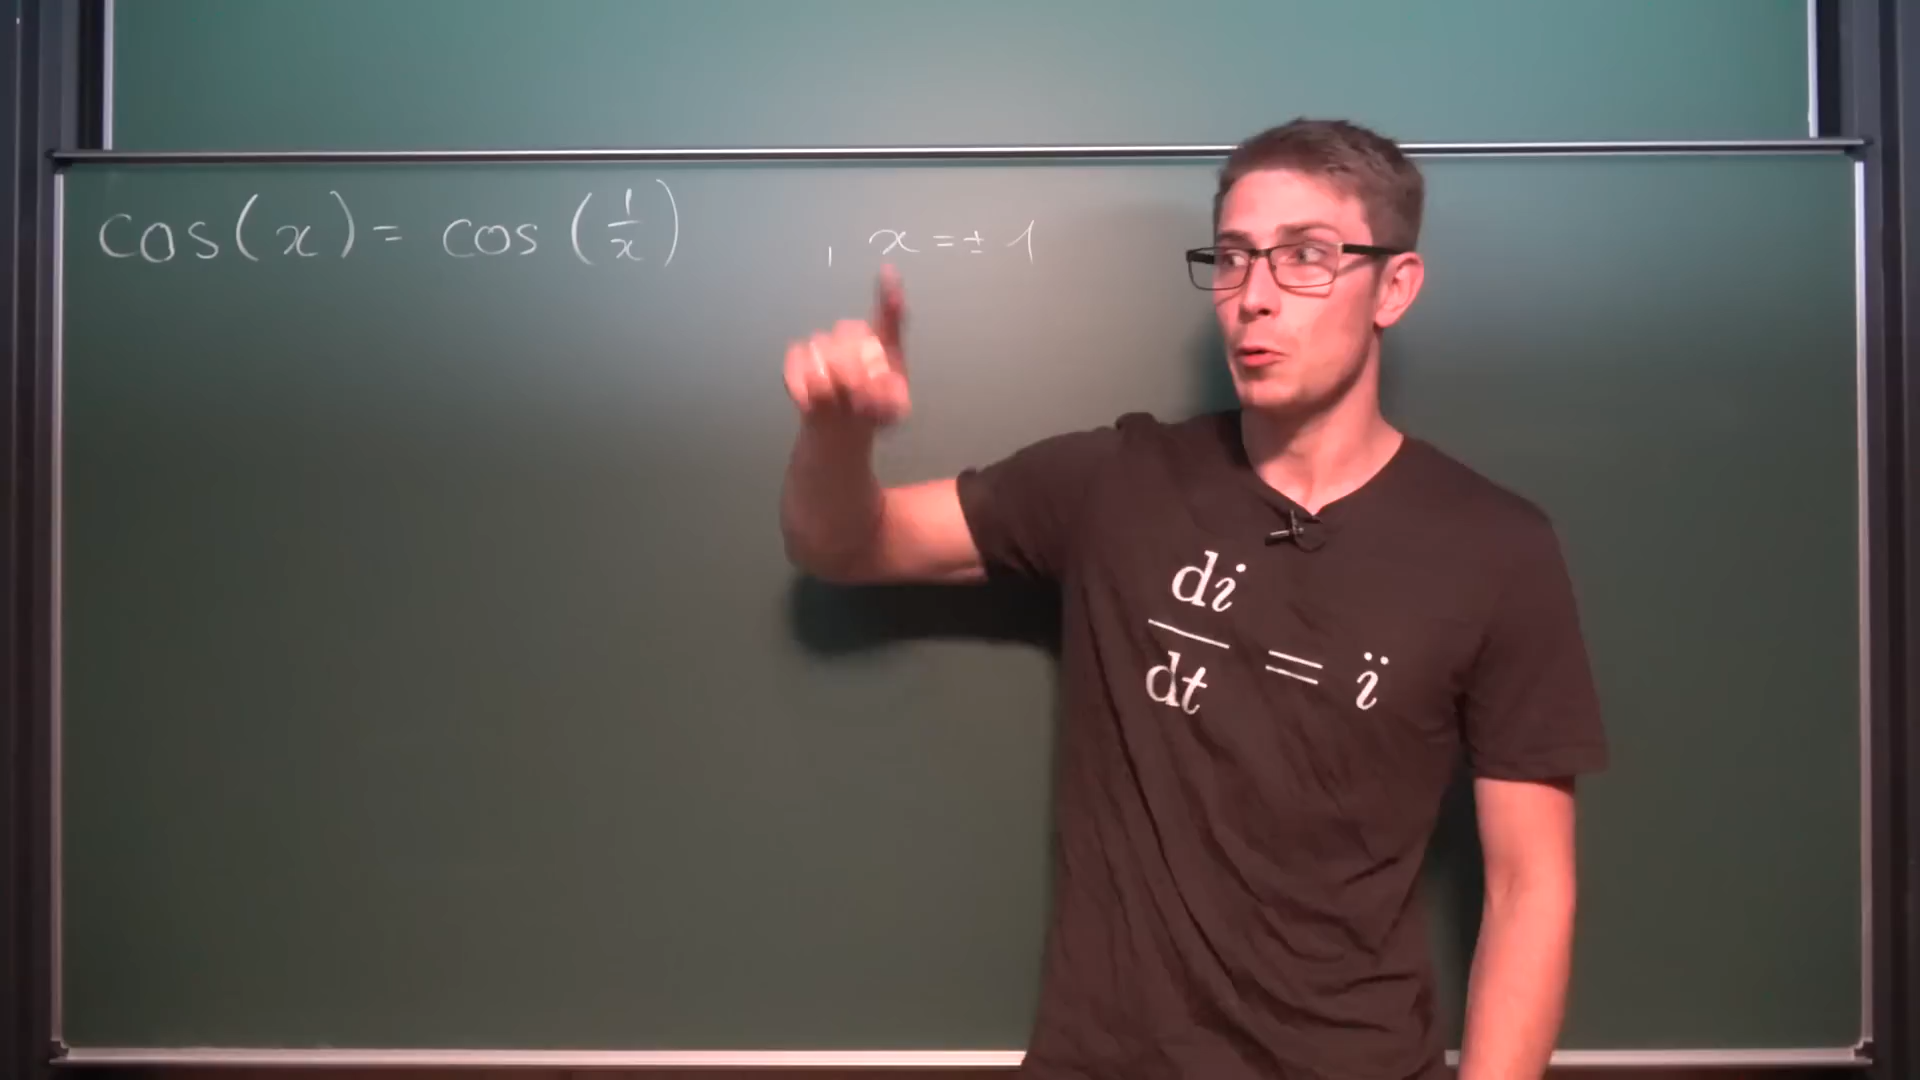 cos(x) = cos(1/x) , x = ± 1
di/dt = ï